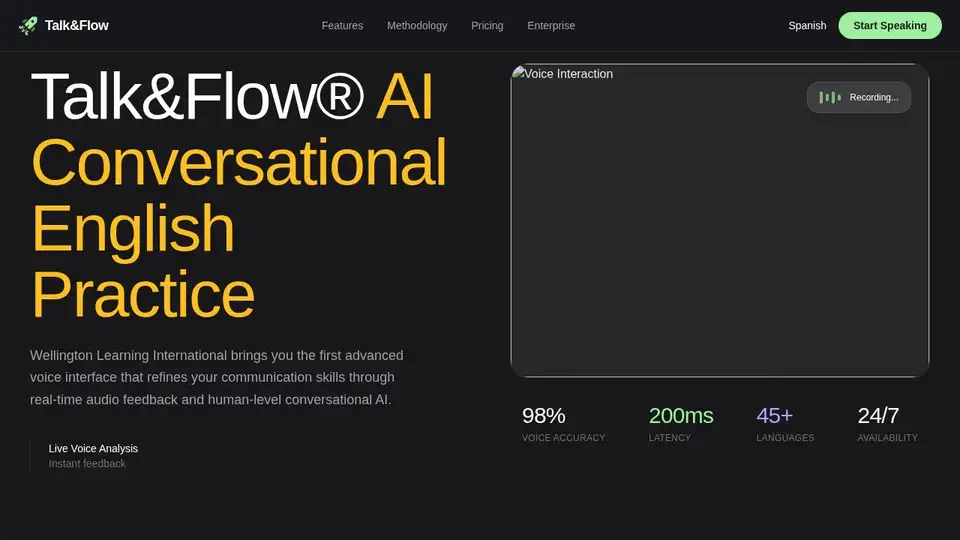 Talk&Flow
Features
Methodology
Pricing
Enterprise
Spanish
Start Speaking
Talk&Flow® AI
Conversational
English
Practice
Wellington Learning International brings you the first advanced
voice interface that refines your communication skills through
real-time audio feedback and human-level conversational AI.
Live Voice Analysis
Instant feedback
Voice Interaction
Recording...
98%
VOICE ACCURACY
200ms
LATENCY
45+
LANGUAGES
24/7
AVAILABILITY